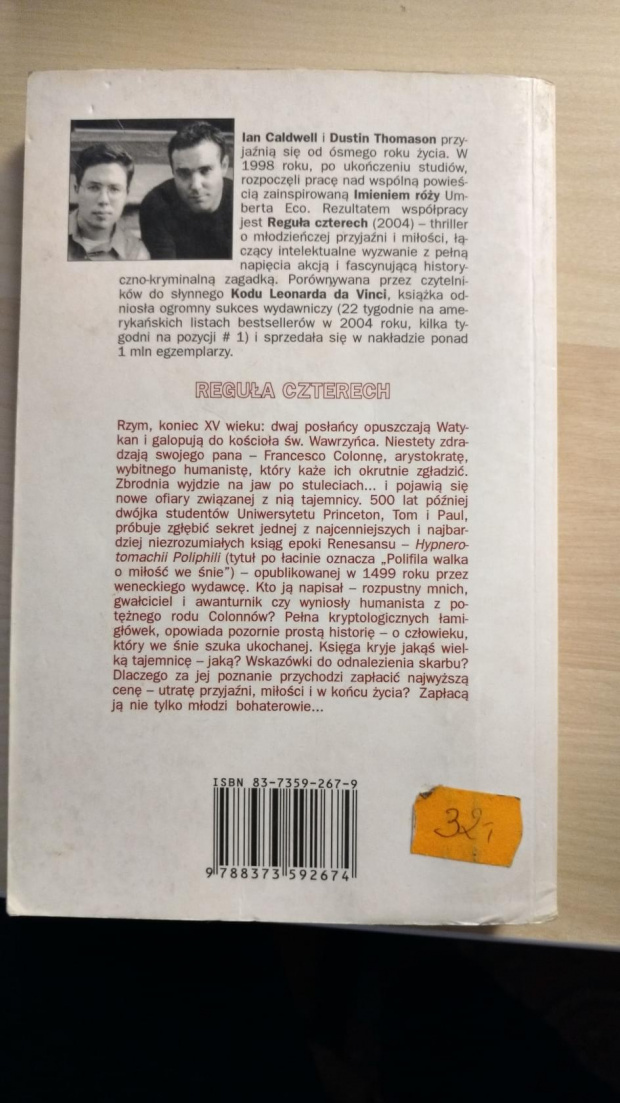 Ian Caldwell i Dustin Thomason przy-
jaźnią się od ósmego roku życia. W
1998 roku, po ukończeniu studiów,
rozpoczęli pracę nad wspólną powieś-
cią zainspirowaną Imieniem róży Um-
berta Eco. Rezultatem współpracy
jest Reguła czterech (2004) – thriller
o młodzieńczej przyjaźni i miłości, łą-
czący intelektualne wyzwanie z pełną
napięcia akcją i fascynującą history-
czno-kryminalną zagadką. Porównywana przez czytelni-
ków do słynnego Kodu Leonarda da Vinci, książka od-
niosła ogromny sukces wydawniczy (22 tygodnie na ame-
rykańskich listach bestsellerów w 2004 roku, kilka ty-
godni na pozycji # 1) i sprzedała się w nakładzie ponad
1 mln egzemplarzy.
REGUŁA CZTERECH
Rzym, koniec XV wieku: dwaj posłańcy opuszczają Waty-
kan i galopują do kościoła św. Wawrzyńca. Niestety zdra-
dzają swojego pana – Francesco Colonnę, arystokratę,
wybitnego humanistę, który każe ich okrutnie zgładzić.
Zbrodnia wyjdzie na jaw po stuleciach... i pojawią się
nowe ofiary związanej z nią tajemnicy. 500 lat później
dwójka studentów Uniwersytetu Princeton, Tom i Paul,
próbuje zgłębić sekret jednej z najcenniejszych i najbar-
dziej niezrozumiałych ksiąg epoki Renesansu – Hypnero-
tomachii Poliphili (tytuł po łacinie oznacza „Polifila walka
o miłość we śnie”) – opublikowanej w 1499 roku przez
weneckiego wydawcę. Kto ją napisał – rozpustny mnich,
gwałciciel i awanturnik czy wyniosły humanista z po-
tężnego rodu Colonnów? Pełna kryptologicznych łami-
główek, opowiada pozornie prostą historię – o człowieku,
który we śnie szuka ukochanej. Księga kryje jakąś wiel-
ką tajemnicę – jaką? Wskazówki do odnalezienia skarbu?
Dlaczego za jej poznanie przychodzi zapłacić najwyższą
cenę – utratę przyjaźni, miłości i w końcu życia? Zapłacą
ją nie tylko młodzi bohaterowie...
ISBN 83-7359-267-9
9 788373 592674
32,-